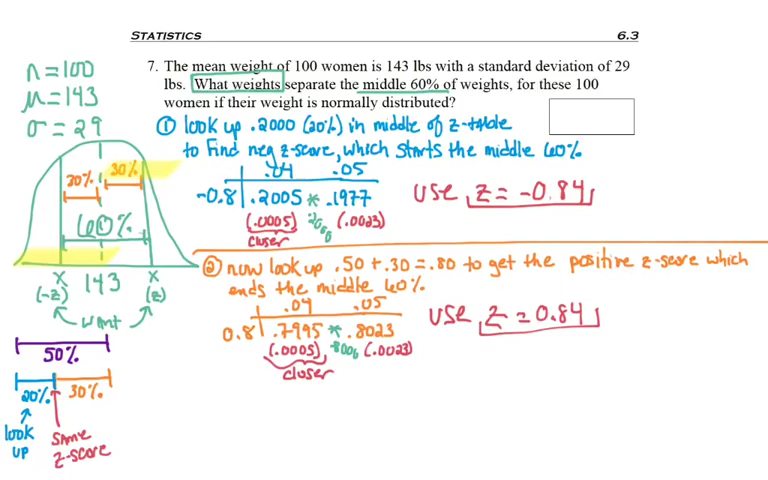 STATISTICS 6.3
7. The mean weight of 100 women is 143 lbs with a standard deviation of 29
lbs. What weights separate the middle 60% of weights, for these 100
women if their weight is normally distributed?
n=100
μ=143
σ=29
30% 30%
60%
x 143 x
(-z) (z)
want
50%
20% 30%
look up
same z-score
① look up .2000 (20%) in middle of z-table
to find neg z-score, which starts the middle 60%
.04 .05
-0.8 .2005 * .1977
(.0005) .2000 (.0023)
closer
use z = -0.84
② now look up .50 + .30 = .80 to get the positive z-score which
ends the middle 60%
.04 .05
0.8 .7995 * .8023
(.0005) .8000 (.0023)
closer
use z = 0.84